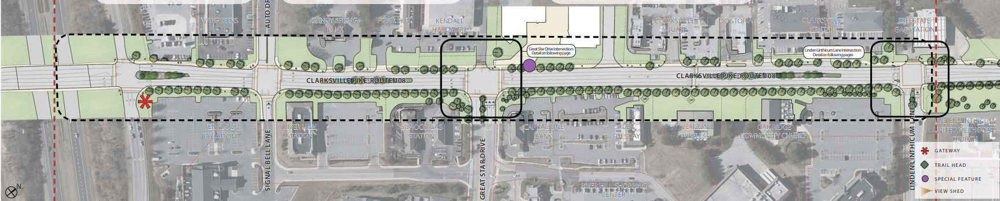 AUTO DR
WALGREENS
SANDY SPRING
BANK
PIZZA HUT
KENDALL
HARDWARE
CLARKSVILLE
SQUARE
DOGTOPIA
CLARKSVILLE
CENTER
FREESTATE
GAS STATION
Great Star Drive Intersection:
Detail on following page
Linden Linthicum Lane Intersection:
Detail on following pages
CLARKSVILLE PIKE-ROUTE 108
CLARKSVILLE PIKE-ROUTE 108
TEN OAKS
BALLROOM
SIGNAL BELL LANE
RIVER HILL
STATION
SUNOCO GAS
STATION
GREAT STAR DRIVE
CAPITAL ONE
BANK
RUBY
TUESDAY
VERIZON
WIRELESS
OAK RIDGE
COMMUNITY CHURCH
LINDEN LINTHICUM LANE
LINDEN-LINTHICUM
UNITED METHODIST
CHURCH
RIVER HILL SHOPPING
CENTER
GATEWAY
TRAIL HEAD
SPECIAL FEATURE
VIEW SHED
N